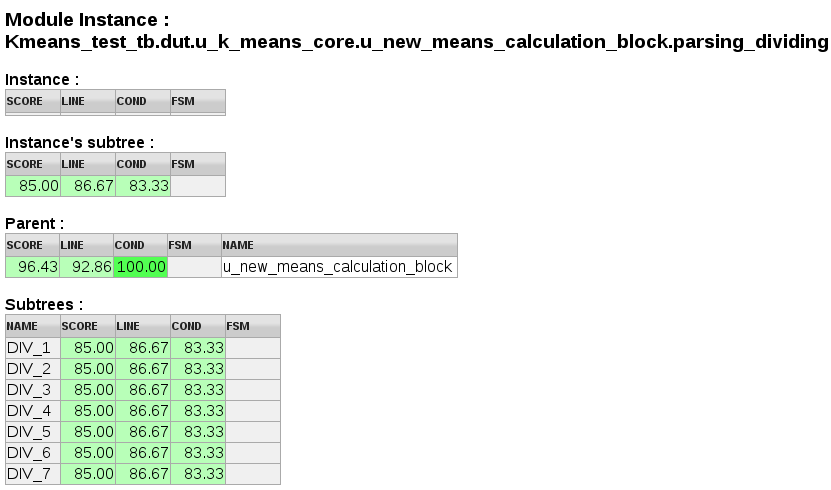 Module Instance :
Kmeans_test_tb.dut.u_k_means_core.u_new_means_calculation_block.parsing_dividing
Instance :
SCORE LINE COND FSM
Instance's subtree :
SCORE LINE COND FSM
85.00 86.67 83.33
Parent :
SCORE LINE COND FSM NAME
96.43 92.86 100.00 u_new_means_calculation_block
Subtrees :
NAME SCORE LINE COND FSM
DIV_1 85.00 86.67 83.33
DIV_2 85.00 86.67 83.33
DIV_3 85.00 86.67 83.33
DIV_4 85.00 86.67 83.33
DIV_5 85.00 86.67 83.33
DIV_6 85.00 86.67 83.33
DIV_7 85.00 86.67 83.33